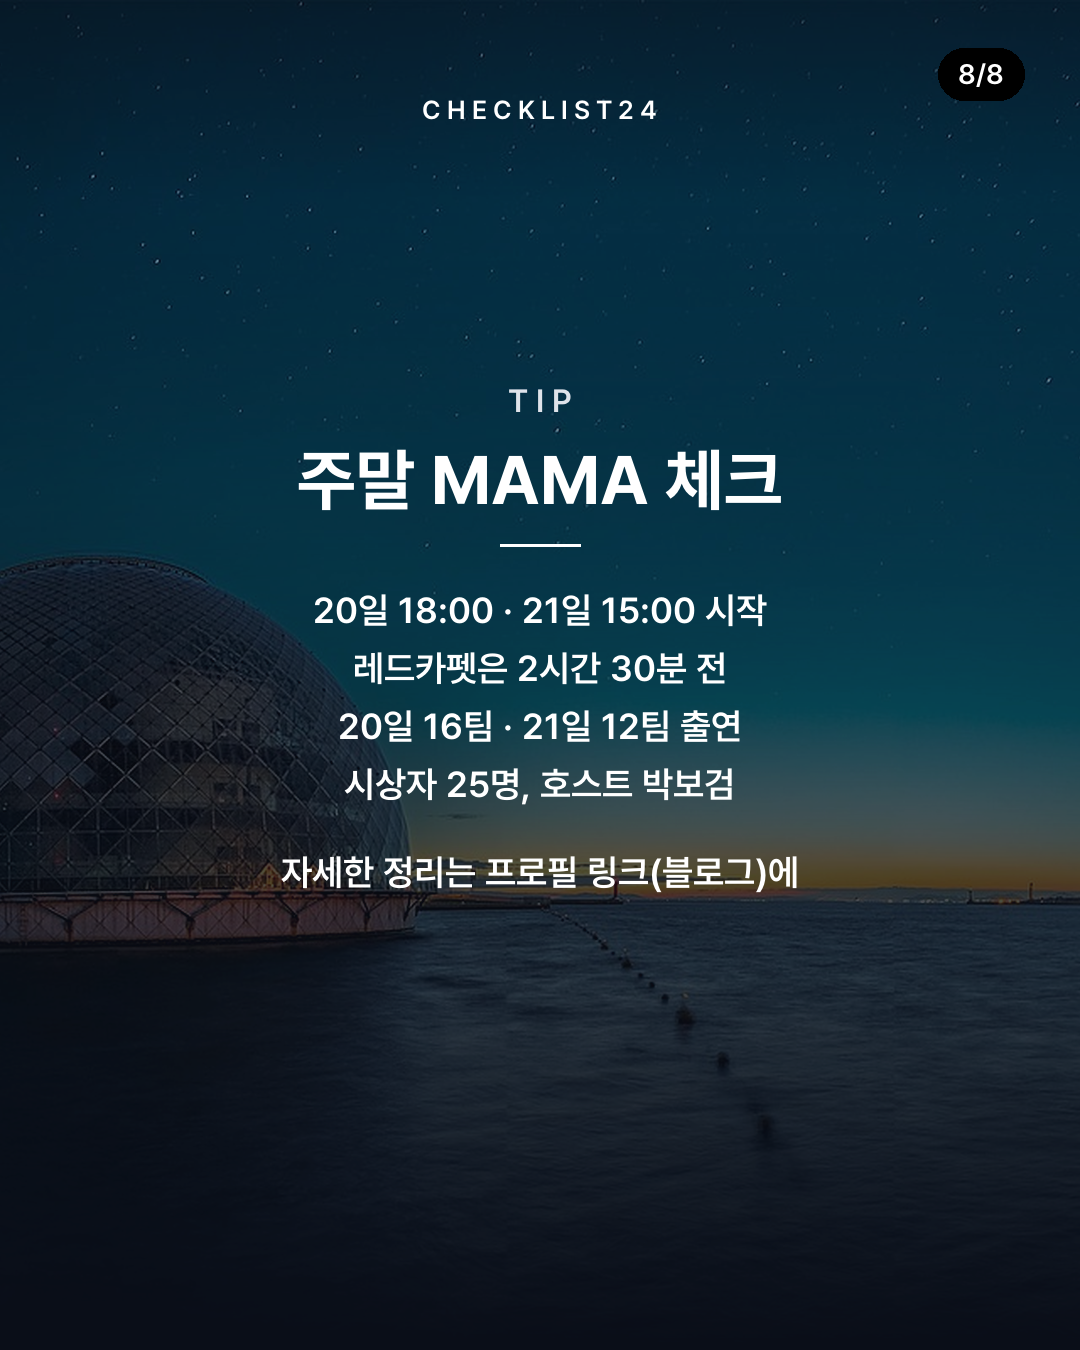 8/8
CHECKLIST24
TIP
주말 MAMA 체크
20일 18:00 · 21일 15:00 시작
레드카펫은 2시간 30분 전
20일 16팀 · 21일 12팀 출연
시상자 25명, 호스트 박보검
자세한 정리는 프로필 링크(블로그)에